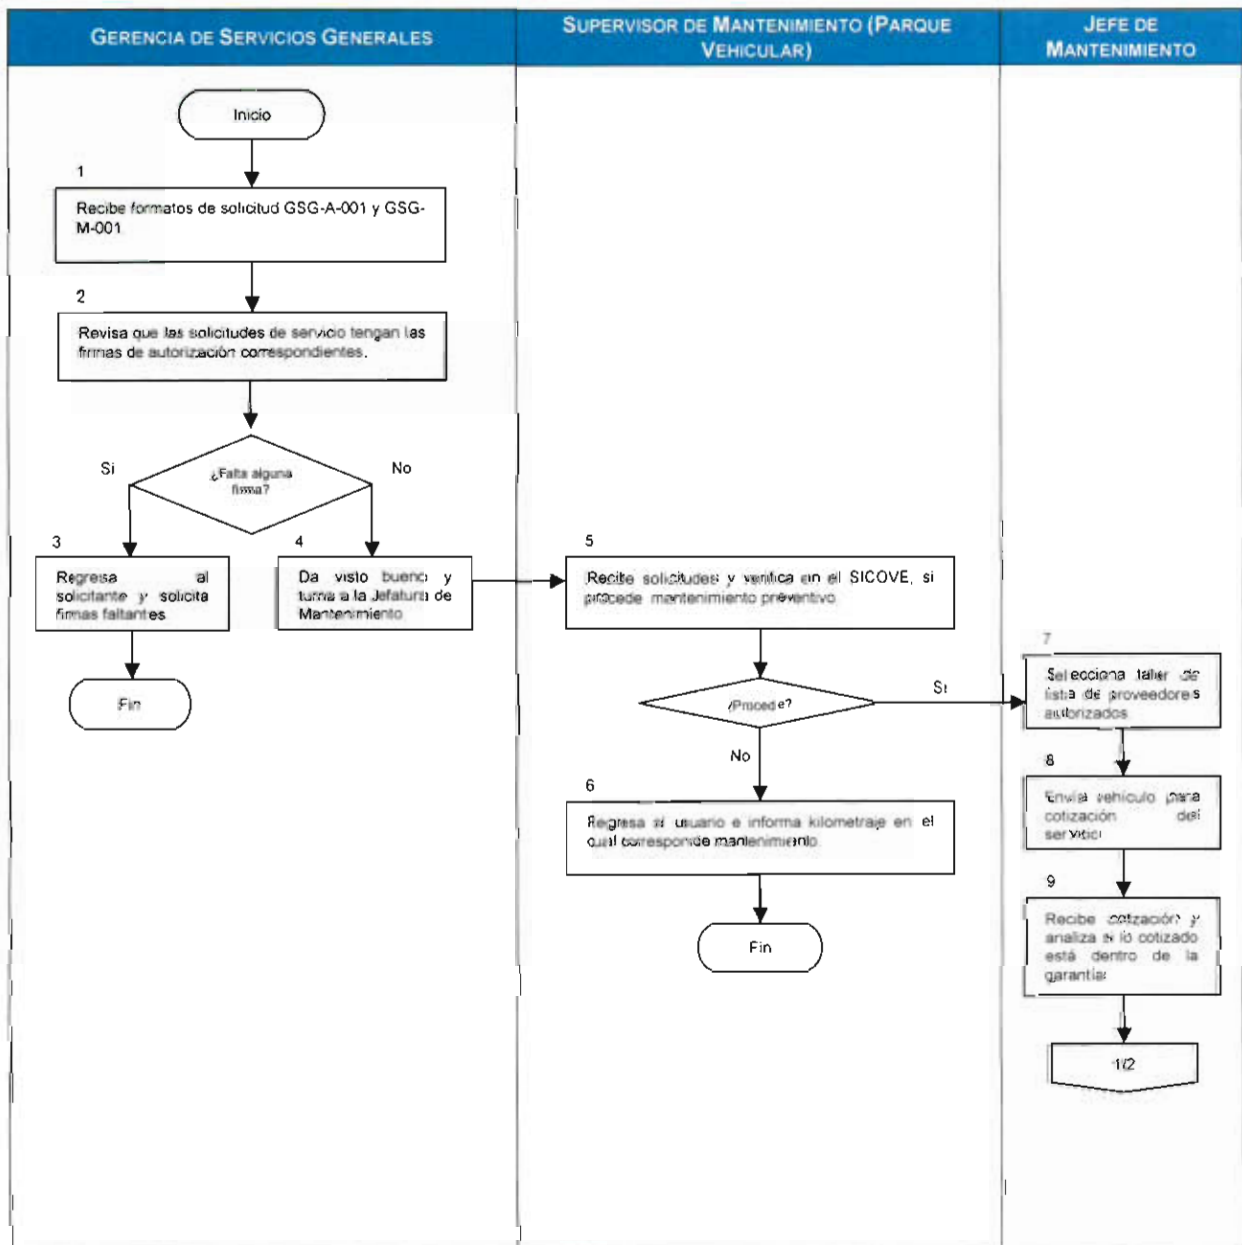 GERENCIA DE SERVICIOS GENERALES
SUPERVISOR DE MANTENIMIENTO (PARQUE
VEHICULAR)
JEFE DE
MANTENIMIENTO
Inicio
1
Recibe formatos de solicitud GSG-A-001 y GSG-
M-001
2
Revisa que las solicitudes de servicio tengan las
firmas de autorización correspondientes.
¿Falta alguna
firma?
Si
No
3
Regresa al
solicitante y solicita
firmas faltantes
Fin
4
Da visto bueno y
turna a la Jefatura de
Mantenimiento
5
Recibe solicitudes y verifica en el SICOVE, si
procede mantenimiento preventivo
¿Procede?
Si
No
6
Regresa al usuario e informa kilometraje en el
cual corresponde mantenimiento.
Fin
7
Selecciona taller de
lista de proveedores
autorizados
8
Envía vehículo para
cotización del
servicio
9
Recibe cotización y
analiza si lo cotizado
está dentro de la
garantía
1/2